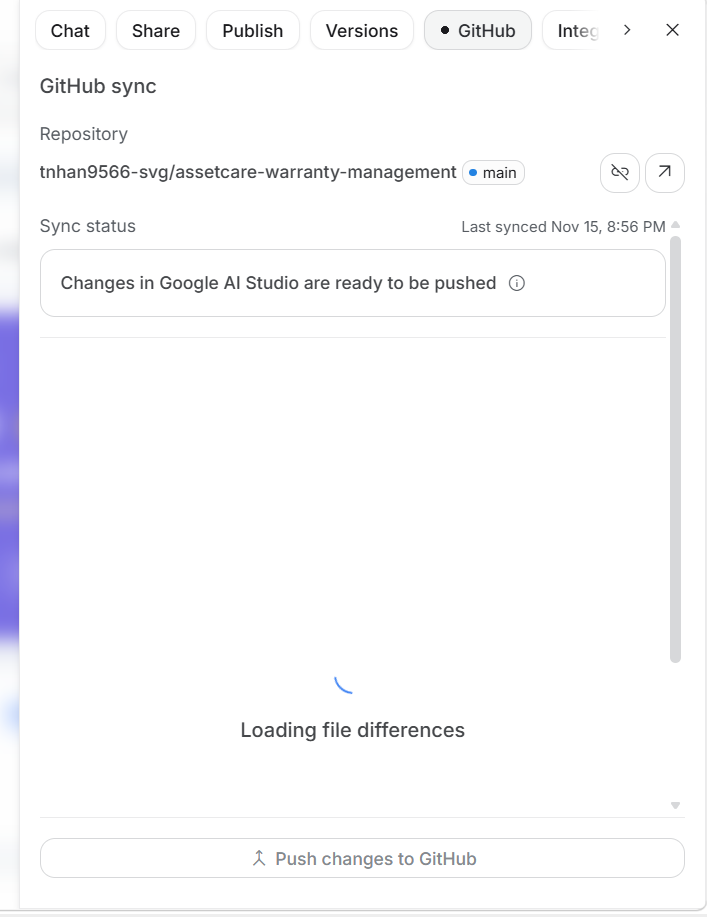 Chat Share Publish Versions GitHub Integ
GitHub sync
Repository
tnhan9566-svg/assetcare-warranty-management main
Sync status Last synced Nov 15, 8:56 PM
Changes in Google AI Studio are ready to be pushed
Loading file differences
Push changes to GitHub